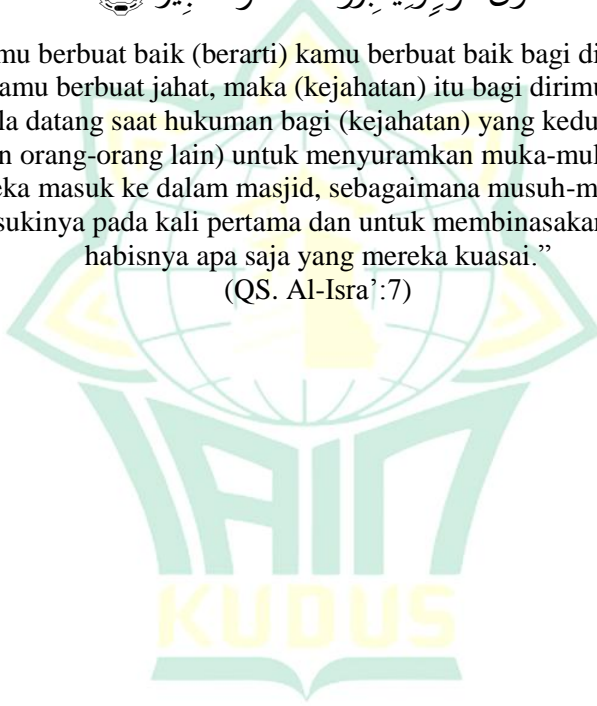 mu berbuat baik (berarti) kamu berbuat baik bagi di
amu berbuat jahat, maka (kejahatan) itu bagi dirimu
la datang saat hukuman bagi (kejahatan) yang kedu
n orang-orang lain) untuk menyuramkan muka-muk
eka masuk ke dalam masjid, sebagaimana musuh-m
sukinya pada kali pertama dan untuk membinasakan
habisnya apa saja yang mereka kuasai.”
(QS. Al-Isra’:7)
IAIN
KUDUS